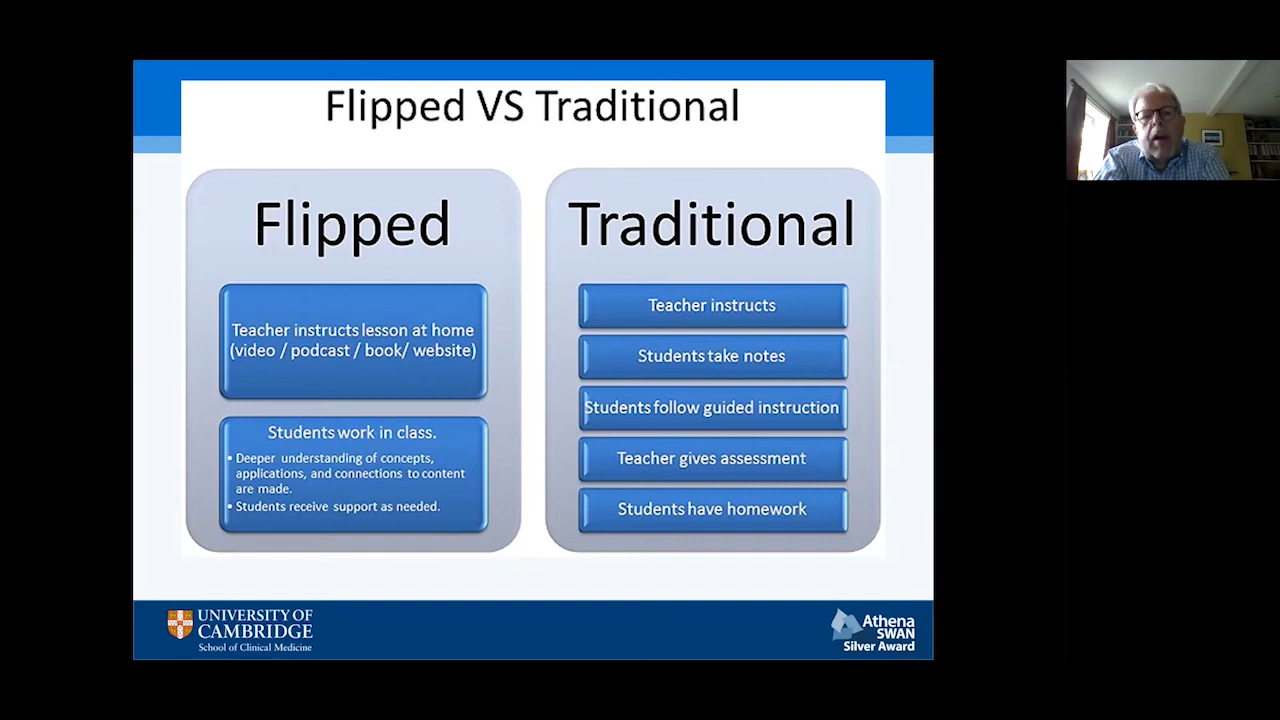 Flipped VS Traditional
Flipped
Teacher instructs lesson at home
(video / podcast / book/ website)
Students work in class.
• Deeper understanding of concepts,
applications, and connections to content
are made.
• Students receive support as needed.
Traditional
Teacher instructs
Students take notes
Students follow guided instruction
Teacher gives assessment
Students have homework
UNIVERSITY OF
CAMBRIDGE
School of Clinical Medicine
Athena
SWAN
Silver Award